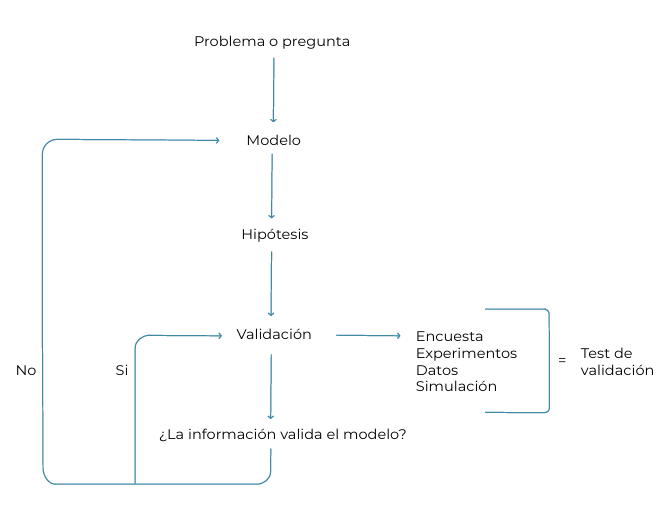 Problema o pregunta
Modelo
Hipótesis
Validación
Encuesta
Experimentos
Datos
Simulación
=
Test de
validación
No
Si
¿La información valida el modelo?